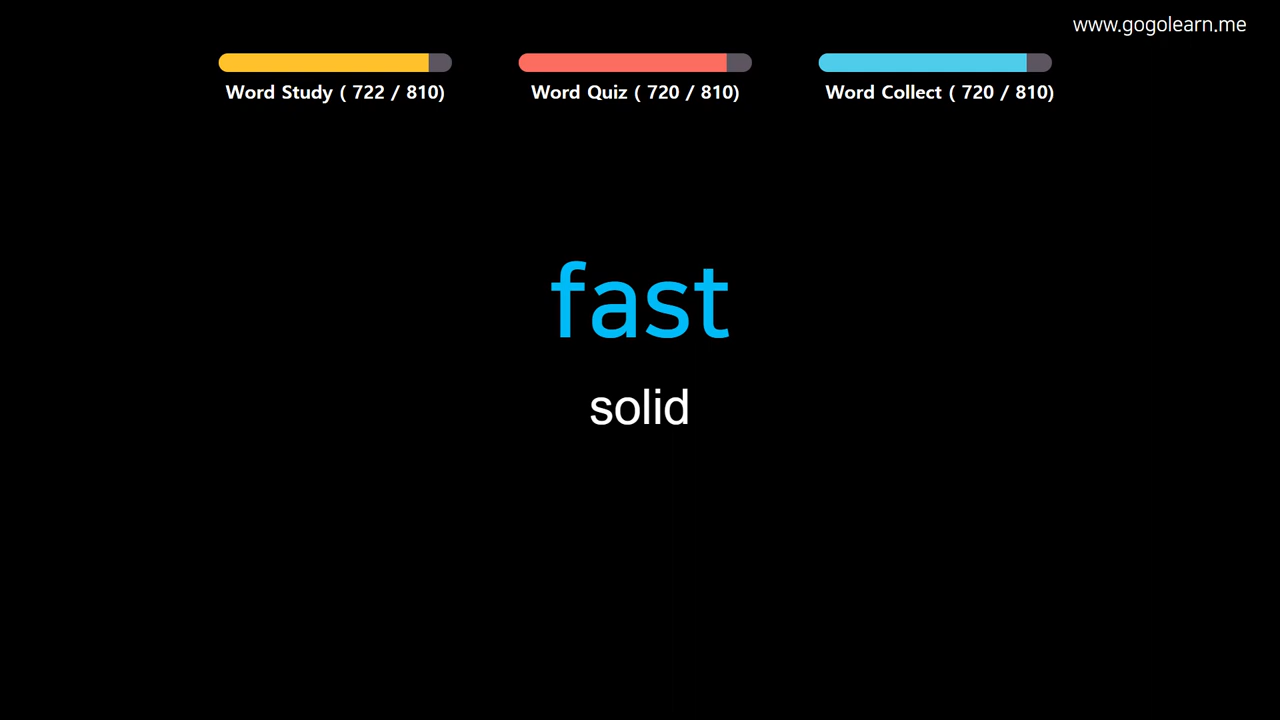 www.gogolearn.me
Word Study ( 722 / 810)
Word Quiz ( 720 / 810)
Word Collect ( 720 / 810)
fast
solid